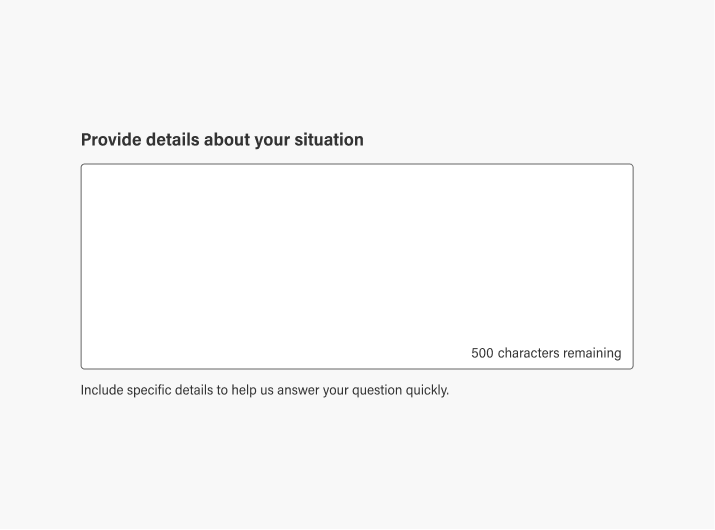 Provide details about your situation
500 characters remaining
Include specific details to help us answer your question quickly.